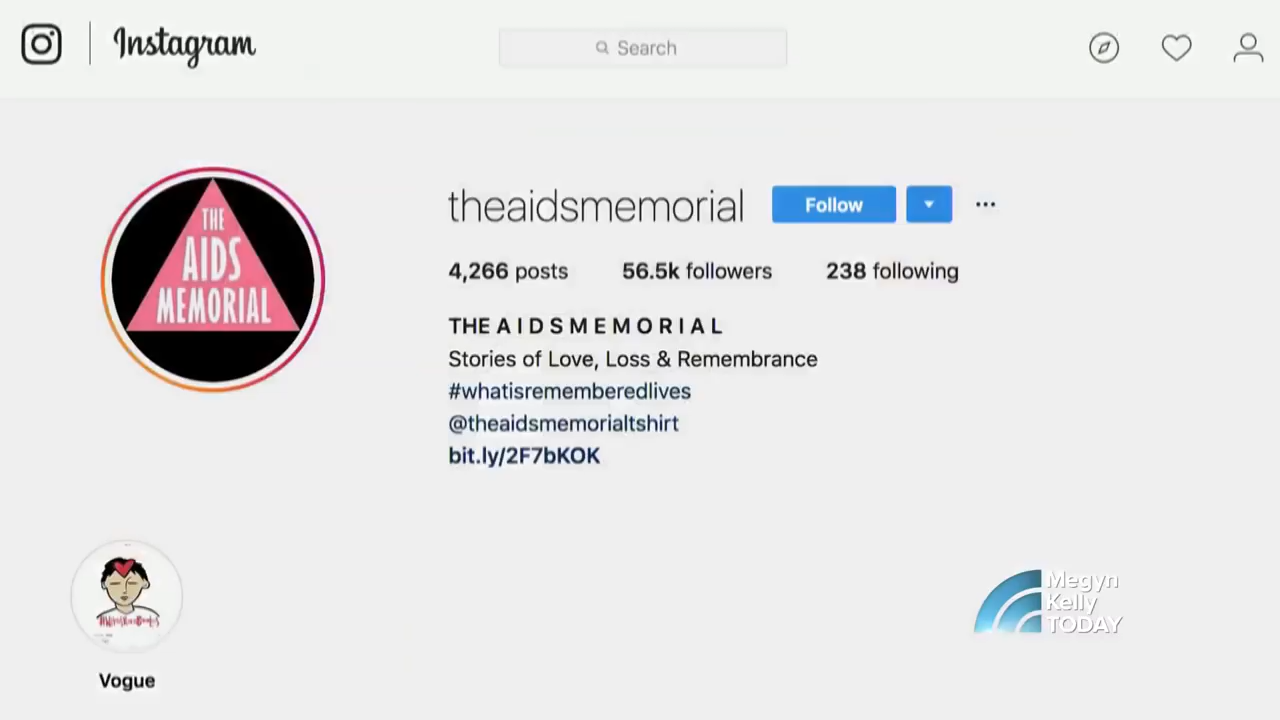 Instagram
Search
THE
AIDS
MEMORIAL
theaidsmemorial
Follow
4,266 posts 56.5k followers 238 following
THE A I D S M E M O R I A L
Stories of Love, Loss & Remembrance
#whatisrememberedlives
@theaidsmemorialtshirt
bit.ly/2F7bKOK
Vogue
Megyn
Kelly
TODAY